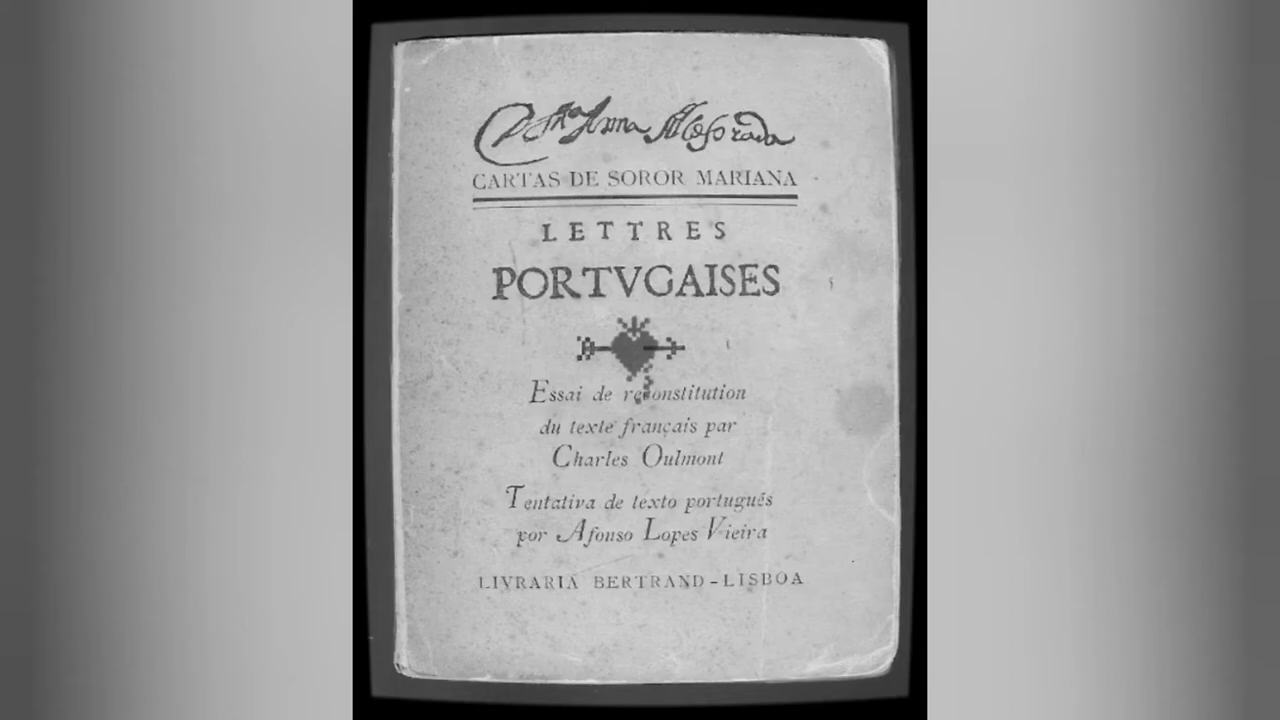 CARTAS DE SOROR MARIANA
LETTRES
PORTVGAISES
Essai de reconstitution
du texte français par
Charles Oulmont
Tentativa de texto português
por Afonso Lopes Vieira
LIVRARIA BERTRAND-LISBOA